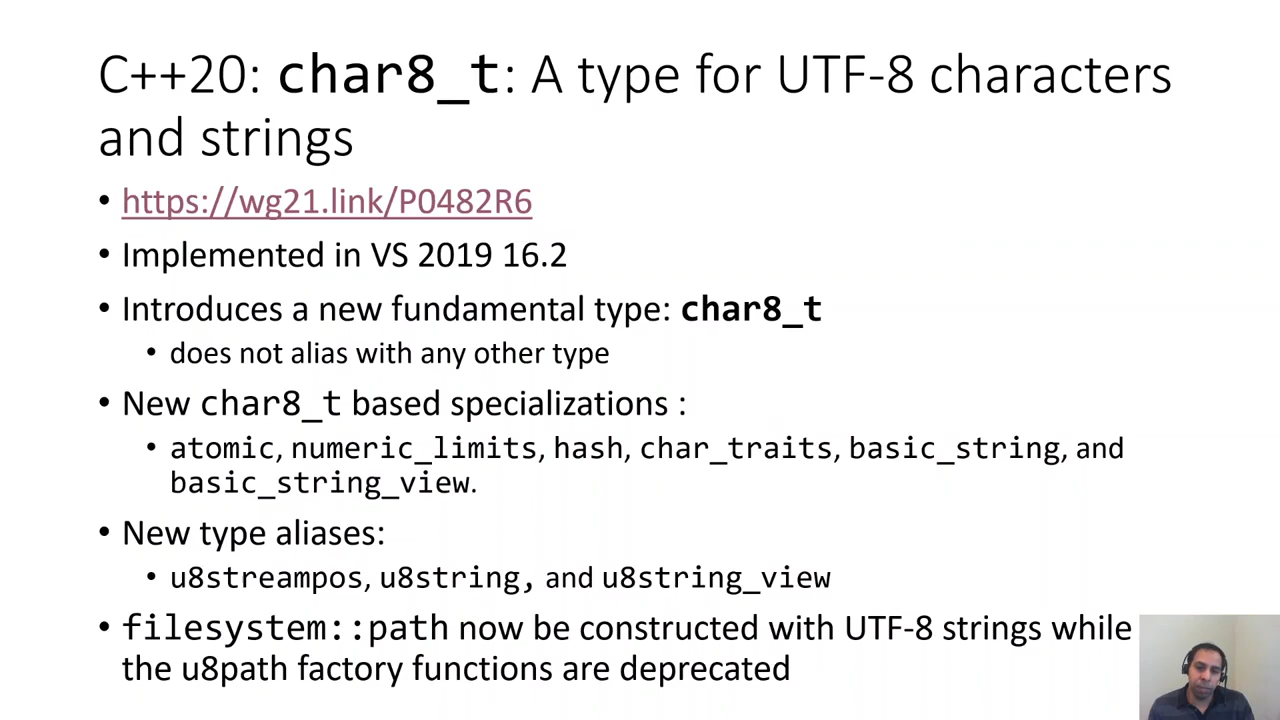 C++20: char8_t: A type for UTF-8 characters
and strings
• https://wg21.link/P0482R6
• Implemented in VS 2019 16.2
• Introduces a new fundamental type: char8_t
• does not alias with any other type
• New char8_t based specializations :
• atomic, numeric_limits, hash, char_traits, basic_string, and
basic_string_view.
• New type aliases:
• u8streampos, u8string, and u8string_view
• filesystem::path now be constructed with UTF-8 strings while
the u8path factory functions are deprecated